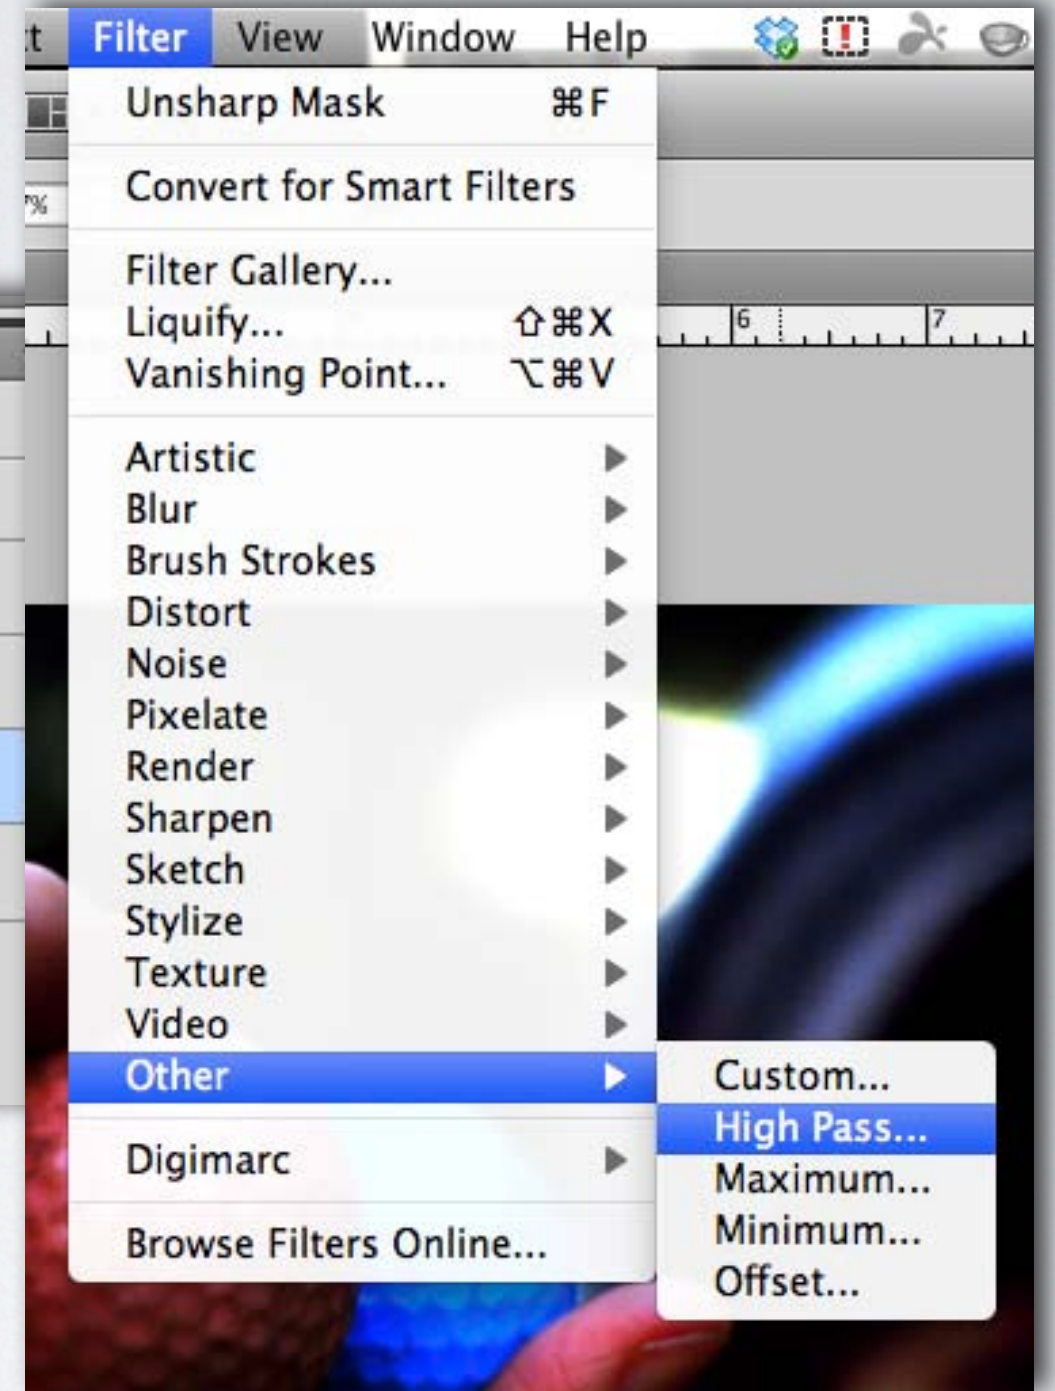 t Filter View Window Help
Unsharp Mask ⌘F
Convert for Smart Filters
%
Filter Gallery...
Liquify... ⇧⌘X
6 7
Vanishing Point... ⌥⌘V
Artistic
Blur
Brush Strokes
Distort
Noise
Pixelate
Render
Sharpen
Sketch
Stylize
Texture
Video
Other
Custom...
High Pass...
Digimarc
Maximum...
Minimum...
Browse Filters Online...
Offset...